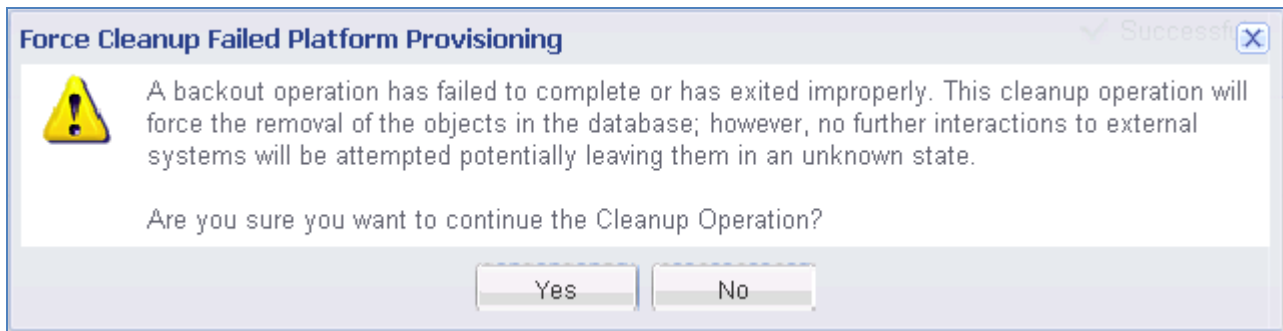 Force Cleanup Failed Platform Provisioning
A backout operation has failed to complete or has exited improperly. This cleanup operation will
force the removal of the objects in the database; however, no further interactions to external
systems will be attempted potentially leaving them in an unknown state.
Are you sure you want to continue the Cleanup Operation?
Yes No